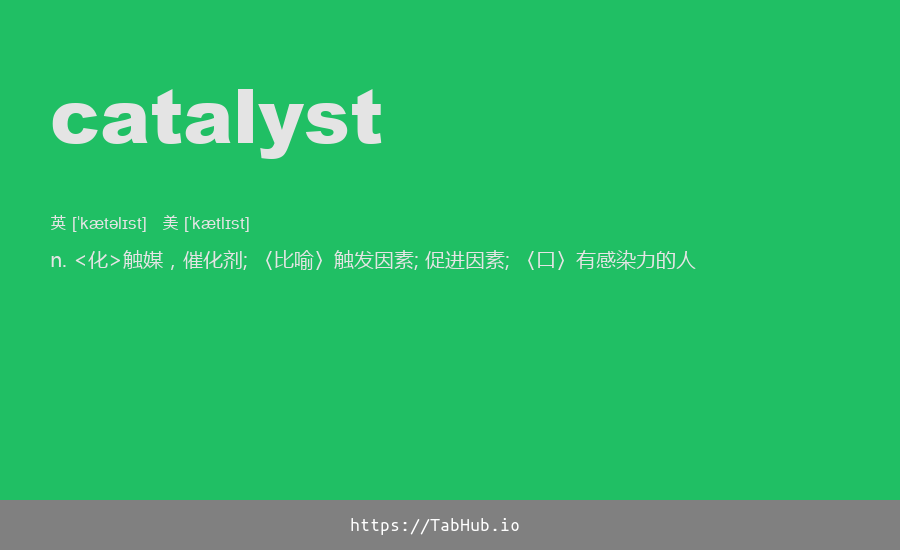 catalyst
英 [ˈkætəlɪst] 美 [ˈkætlɪst]
n. <化>触媒，催化剂; 〈比喻〉触发因素; 促进因素; 〈口〉有感染力的人
https://TabHub.io